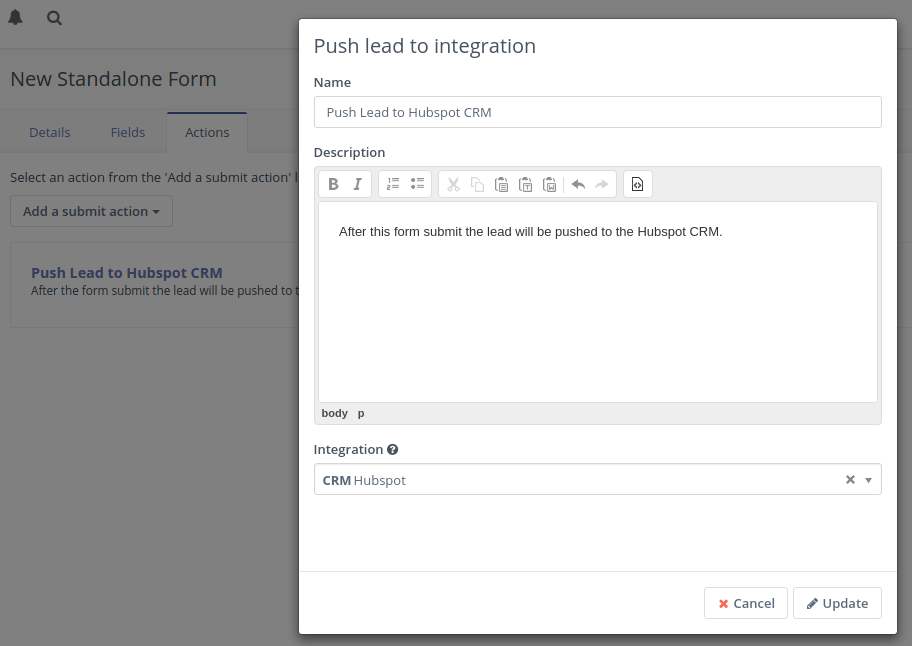 New Standalone Form
Details Fields Actions
Select an action from the 'Add a submit action'
Add a submit action
Push Lead to Hubspot CRM
After the form submit the lead will be pushed to
Push lead to integration
Name
Push Lead to Hubspot CRM
Description
B I
After this form submit the lead will be pushed to the Hubspot CRM.
body p
Integration
CRM Hubspot
Cancel Update